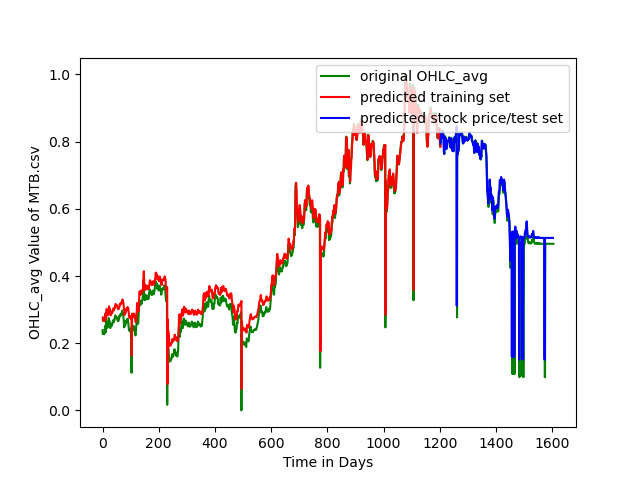 original OHLC_avg
predicted training set
predicted stock price/test set
OHLC_avg Value of MTB.csv
1.0
0.8
0.6
0.4
0.2
0.0
0 200 400 600 800 1000 1200 1400 1600
Time in Days